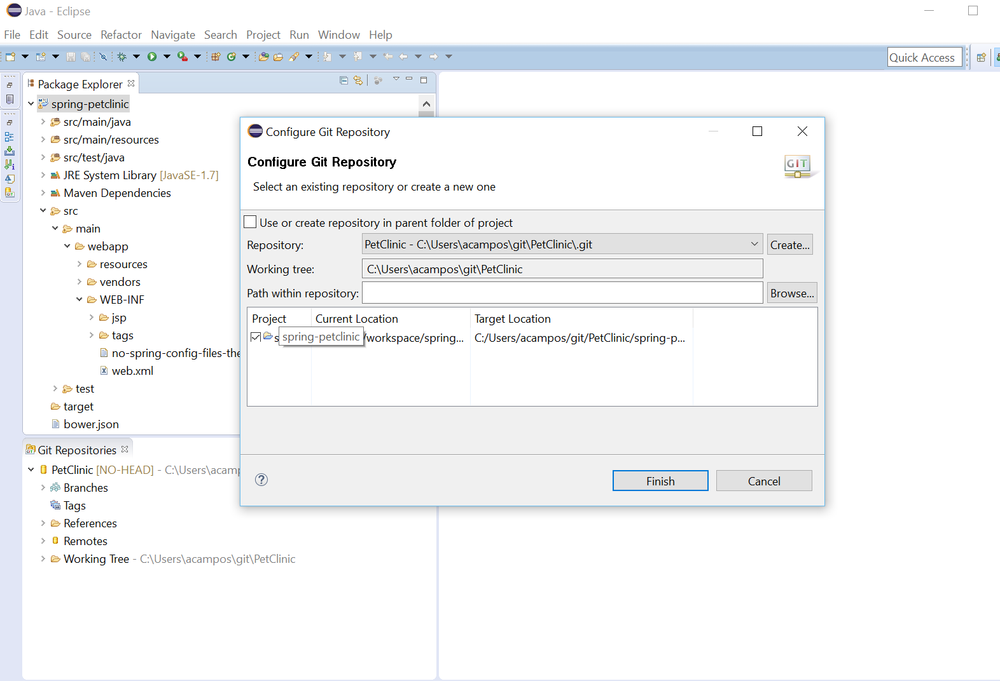 Java - Eclipse
File Edit Source Refactor Navigate Search Project Run Window Help
Quick Access
Package Explorer
spring-petclinic
src/main/java
src/main/resources
src/test/java
JRE System Library [JavaSE-1.7]
Maven Dependencies
src
main
webapp
resources
vendors
WEB-INF
jsp
tags
no-spring-config-files-the
web.xml
test
target
bower.json
Git Repositories
PetClinic [NO-HEAD] - C:\Users\acamp
Branches
Tags
References
Remotes
Working Tree - C:\Users\acampos\git\PetClinic
Configure Git Repository
Configure Git Repository
GIT
Select an existing repository or create a new one
Use or create repository in parent folder of project
Repository: PetClinic - C:\Users\acampos\git\PetClinic\.git Create...
Working tree: C:\Users\acampos\git\PetClinic
Path within repository: Browse...
Project Current Location Target Location
s spring-petclinic /workspace/spring... C:/Users/acampos/git/PetClinic/spring-p...
Finish Cancel